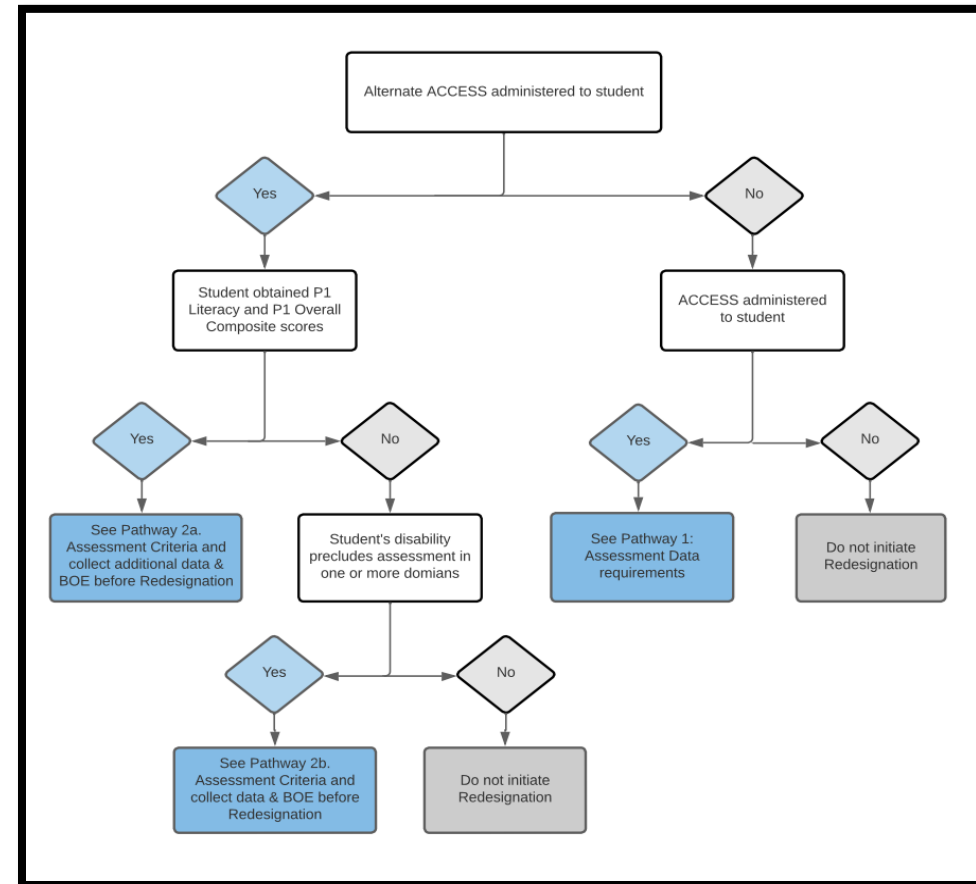 Alternate ACCESS administered to student
Yes
No
Student obtained P1
Literacy and P1 Overall
Composite scores
ACCESS administered
to student
Yes
No
Yes
No
See Pathway 2a.
Assessment Criteria and
collect additional data &
BOE before Redesignation
Student's disability
precludes assessment in
one or more domians
See Pathway 1:
Assessment Data
requirements
Do not initiate
Redesignation
Yes
No
See Pathway 2b.
Assessment Criteria and
collect data & BOE before
Redesignation
Do not initiate
Redesignation